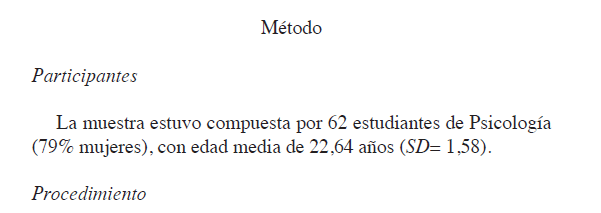 Método
Participantes
La muestra estuvo compuesta por 62 estudiantes de Psicología
(79% mujeres), con edad media de 22,64 años (SD= 1,58).
Procedimiento